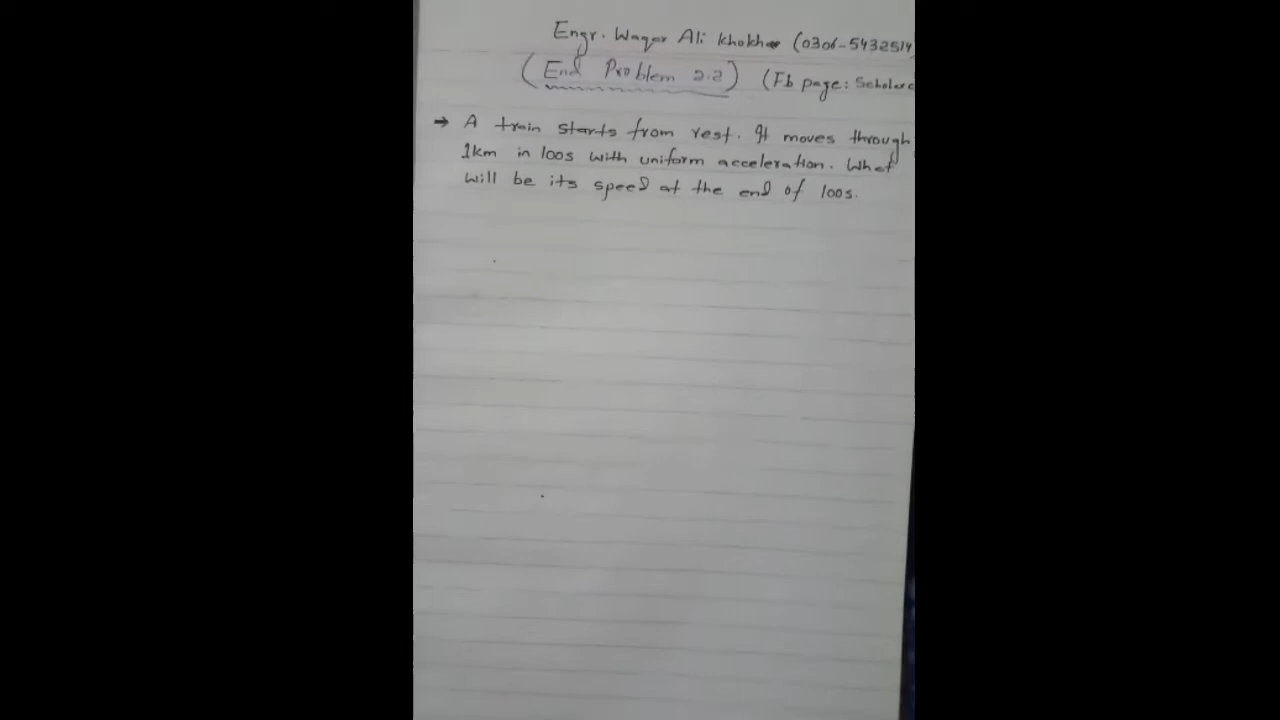 Engr. Waqar Ali Khokhar (0306-5432514)
(End Problem 2.2) (Fb page: Scholars
→ A train starts from rest. It moves through
1km in 100s with uniform acceleration. What
will be its speed at the end of 100s.